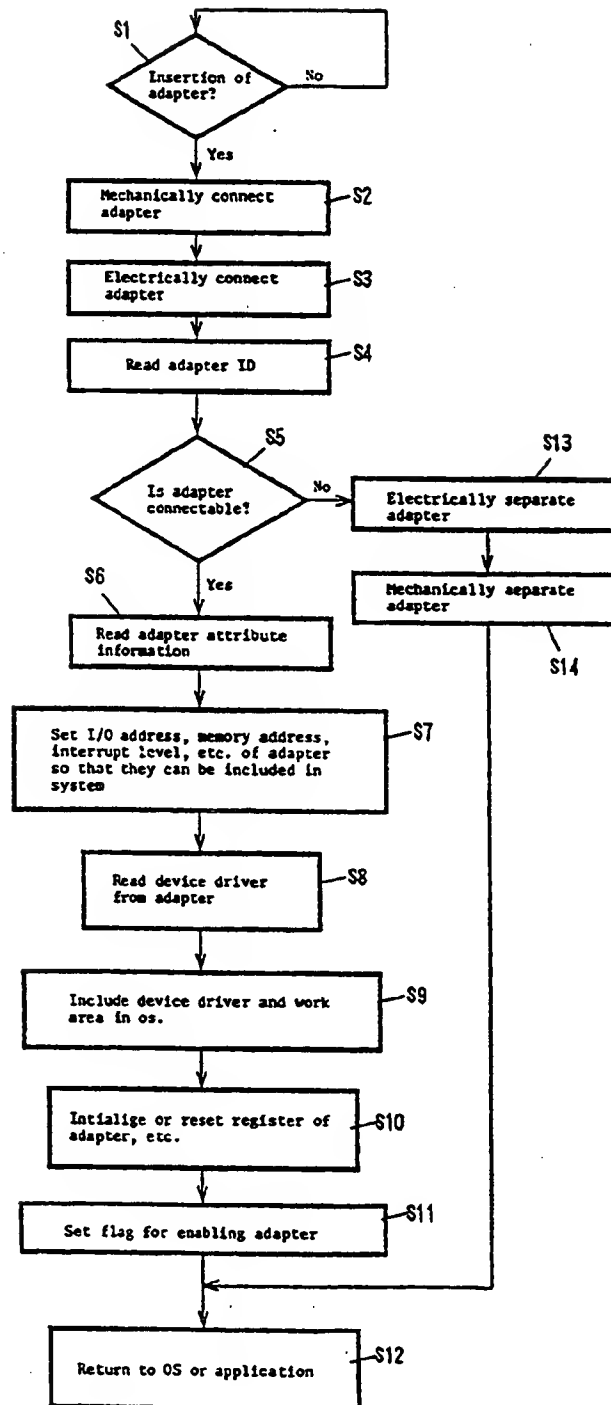 S1
Insertion of
adapter?
No
Yes
Mechanically connect
adapter
S2
Electrically connect
adapter
S3
Read adapter ID
S4
S5
Is adapter
connectable?
No
S13
Electrically separate
adapter
Yes
S6
Mechanically separate
adapter
S14
Read adapter attribute
information
Set I/O address, memory address,
interrupt level, etc. of adapter
so that they can be included in
system
S7
Read device driver
from adapter
S8
Include device driver and work
area in os.
S9
Intialige or reset register of
adapter, etc.
S10
Set flag for enabling adapter
S11
Return to OS or application
S12